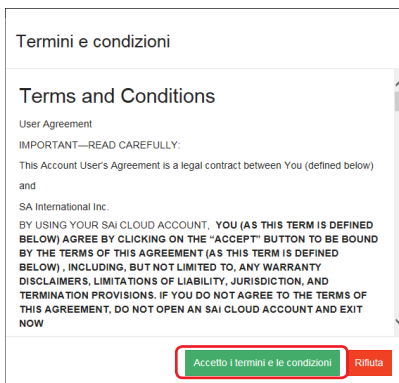 Termini e condizioni
Terms and Conditions
User Agreement
IMPORTANT—READ CAREFULLY:
This Account User's Agreement is a legal contract between You (defined below)
and
SA International Inc.
BY USING YOUR SAi CLOUD ACCOUNT, YOU (AS THIS TERM IS DEFINED
BELOW) AGREE BY CLICKING ON THE “ACCEPT” BUTTON TO BE BOUND
BY THE TERMS OF THIS AGREEMENT (AS THIS TERM IS DEFINED
BELOW) , INCLUDING, BUT NOT LIMITED TO, ANY WARRANTY
DISCLAIMERS, LIMITATIONS OF LIABILITY, JURISDICTION, AND
TERMINATION PROVISIONS. IF YOU DO NOT AGREE TO THE TERMS OF
THIS AGREEMENT, DO NOT OPEN AN SAi CLOUD ACCOUNT AND EXIT
NOW
Accetto i termini e le condizioni Rifiuta